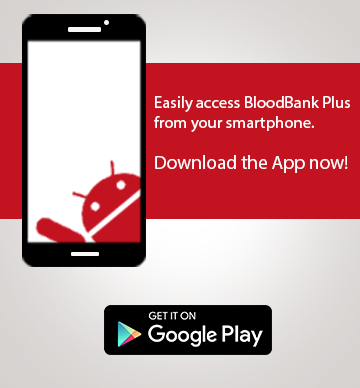 Easily access BloodBank Plus
from your smartphone.
Download the App now!
GET IT ON
Google Play